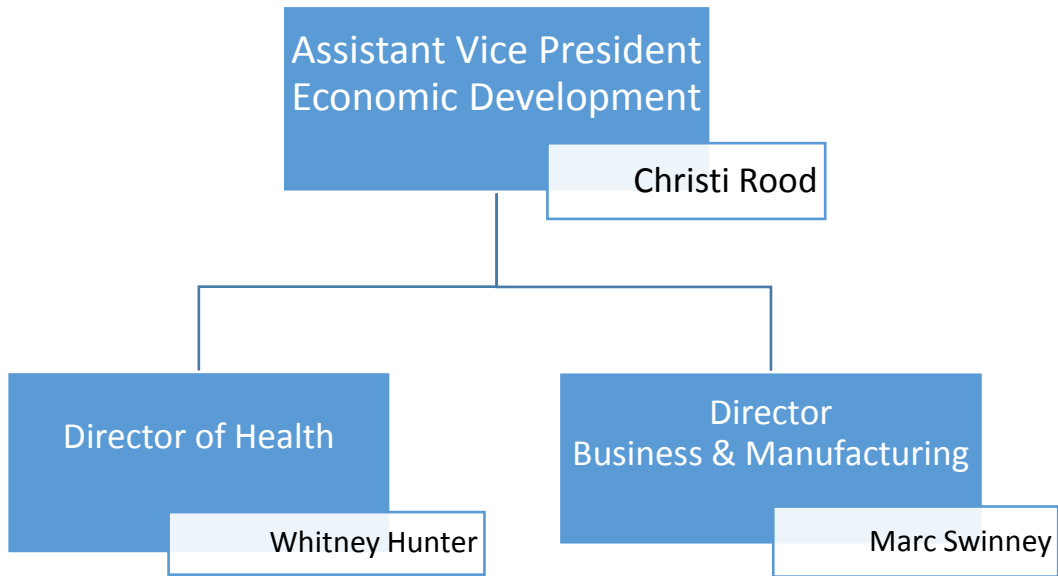 Assistant Vice President
Economic Development
Christi Rood
Director of Health
Whitney Hunter
Director
Business & Manufacturing
Marc Swinney